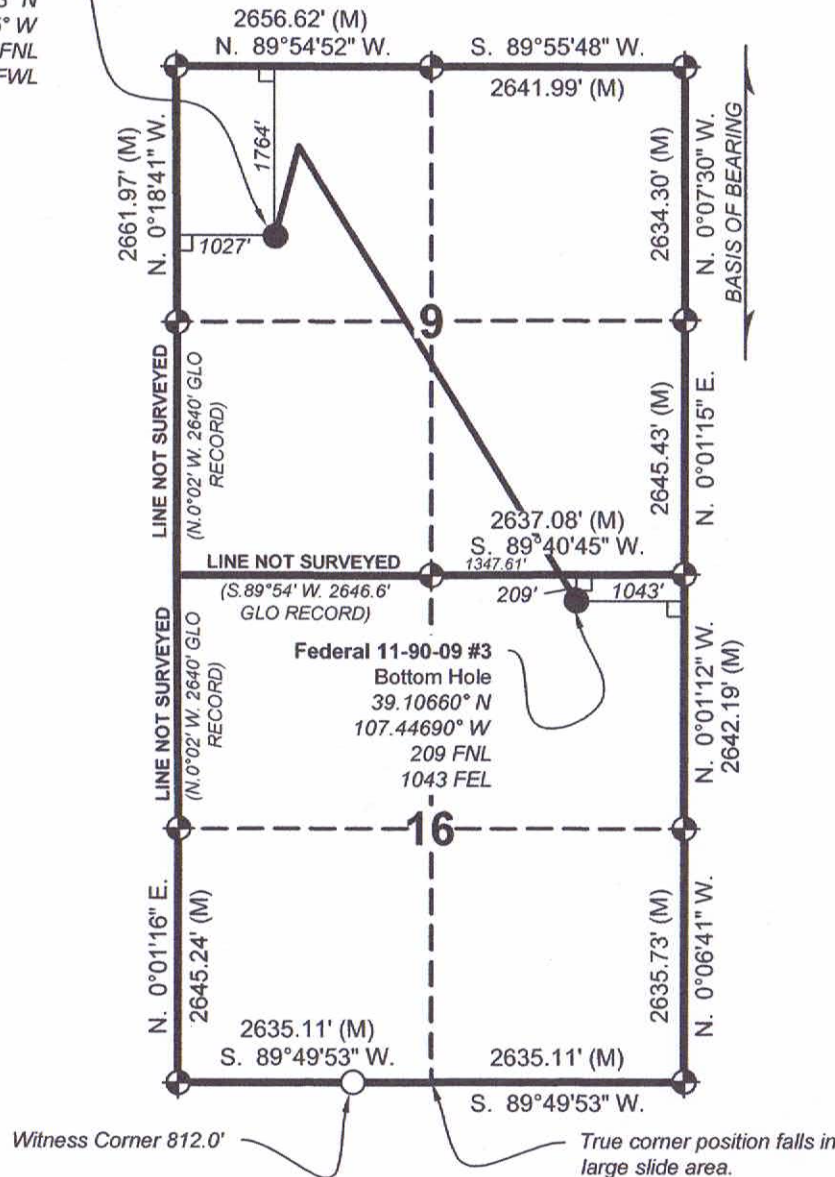 ° W
FNL
FWL
2656.62' (M)
N. 89°54'52" W.
S. 89°55'48" W.
2641.99' (M)
2661.97' (M)
N. 0°18'41" W.
1764'
1027'
2634.30' (M)
N. 0°07'30" W.
BASIS OF BEARING
9
LINE NOT SURVEYED
(N.0°02' W. 2640' GLO
RECORD)
2645.43' (M)
N. 0°01'15" E.
2637.08' (M)
S. 89°40'45" W.
1347.61'
LINE NOT SURVEYED
(S.89°54' W. 2646.6'
GLO RECORD)
209'
1043'
Federal 11-90-09 #3
Bottom Hole
39.10660° N
107.44690° W
209 FNL
1043 FEL
LINE NOT SURVEYED
(N.0°02' W. 2640' GLO
RECORD)
N. 0°01'12" W.
2642.19' (M)
16
N. 0°01'16" E.
2645.24' (M)
2635.73' (M)
N. 0°06'41" W.
2635.11' (M)
S. 89°49'53" W.
2635.11' (M)
S. 89°49'53" W.
Witness Corner 812.0'
True corner position falls in
large slide area.